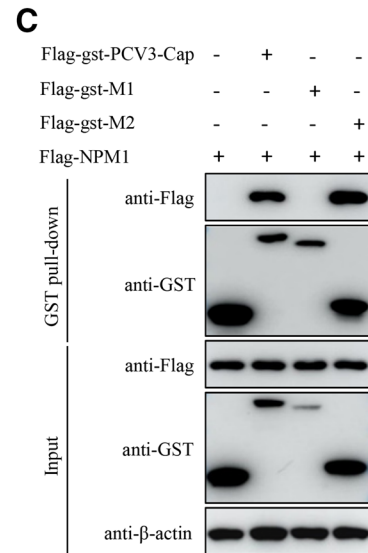 C
Flag-gst-PCV3-Cap - + - -
Flag-gst-M1 - - + -
Flag-gst-M2 - - - +
Flag-NPM1 + + + +
GST pull-down
anti-Flag
anti-GST
Input
anti-Flag
anti-GST
anti-β-actin